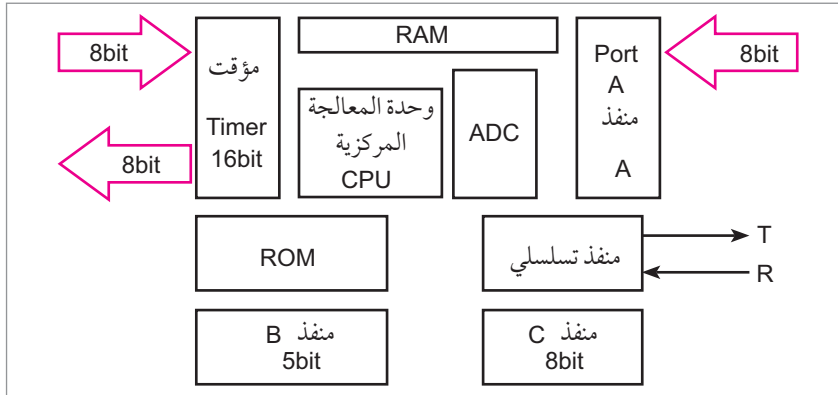 8bit
مؤقت
Timer
16bit
8bit
RAM
وحدة المعالجة
المركزية
CPU
ADC
Port
A
منفذ
A
8bit
ROM
منفذ تسلسلي
T
R
منفذ B
5bit
منفذ C
8bit